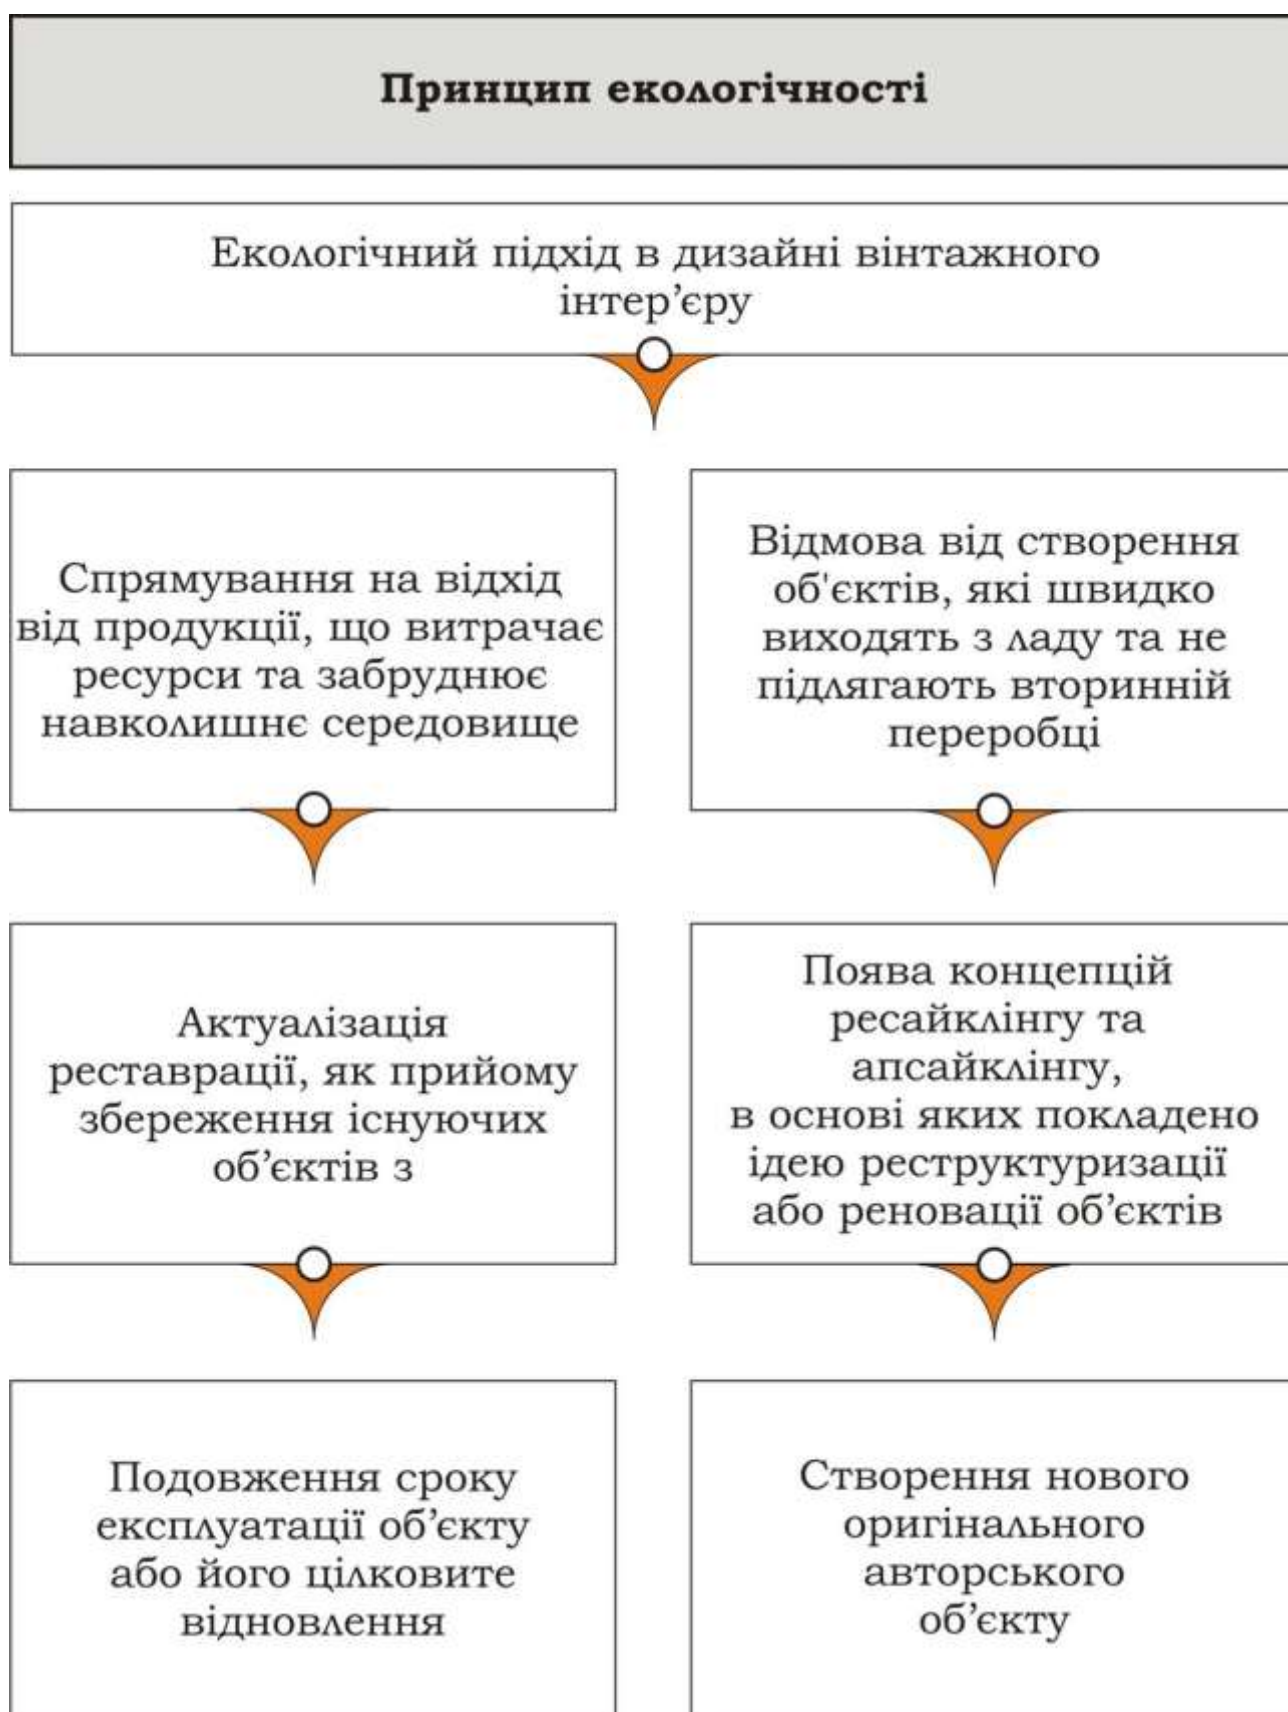 Принцип екологічності
Екологічний підхід в дизайні вінтажного
інтер’єру
Спрямування на відхід
від продукції, що витрачає
ресурси та забруднює
навколишнє середовище
Відмова від створення
об'єктів, які швидко
виходять з ладу та не
підлягають вторинній
переробці
Актуалізація
реставрації, як прийому
збереження існуючих
об’єктів з
Поява концепцій
ресайклінгу та
апсайклінгу,
в основі яких покладено
ідею реструктуризації
або реновації об’єктів
Подовження сроку
експлуатації об’єкту
або його цілковите
відновлення
Створення нового
оригінального
авторського
об’єкту